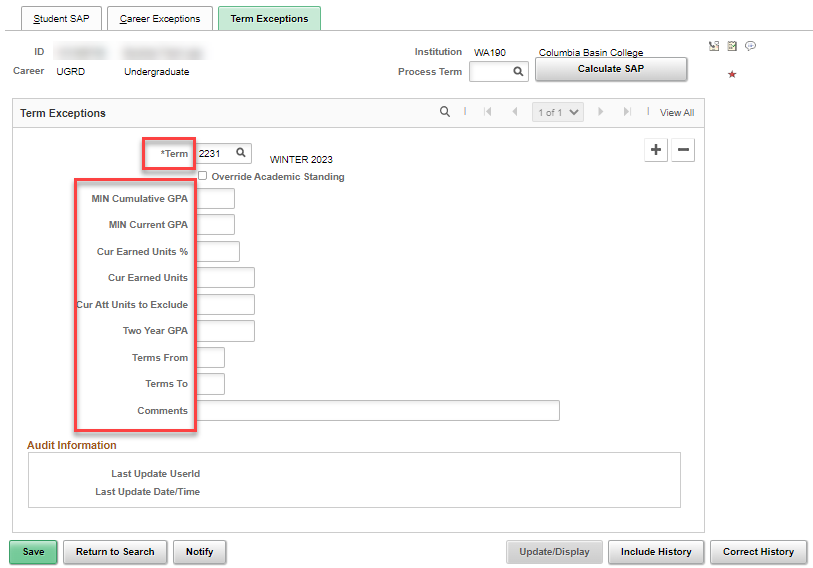 Student SAP Career Exceptions Term Exceptions
ID Institution WA190 Columbia Basin College
Career UGRD Undergraduate Process Term Calculate SAP
Term Exceptions 1 of 1 View All
*Term 2231 WINTER 2023
Override Academic Standing
MIN Cumulative GPA
MIN Current GPA
Cur Earned Units %
Cur Earned Units
Cur Att Units to Exclude
Two Year GPA
Terms From
Terms To
Comments
Audit Information
Last Update UserId
Last Update Date/Time
Save Return to Search Notify Update/Display Include History Correct History